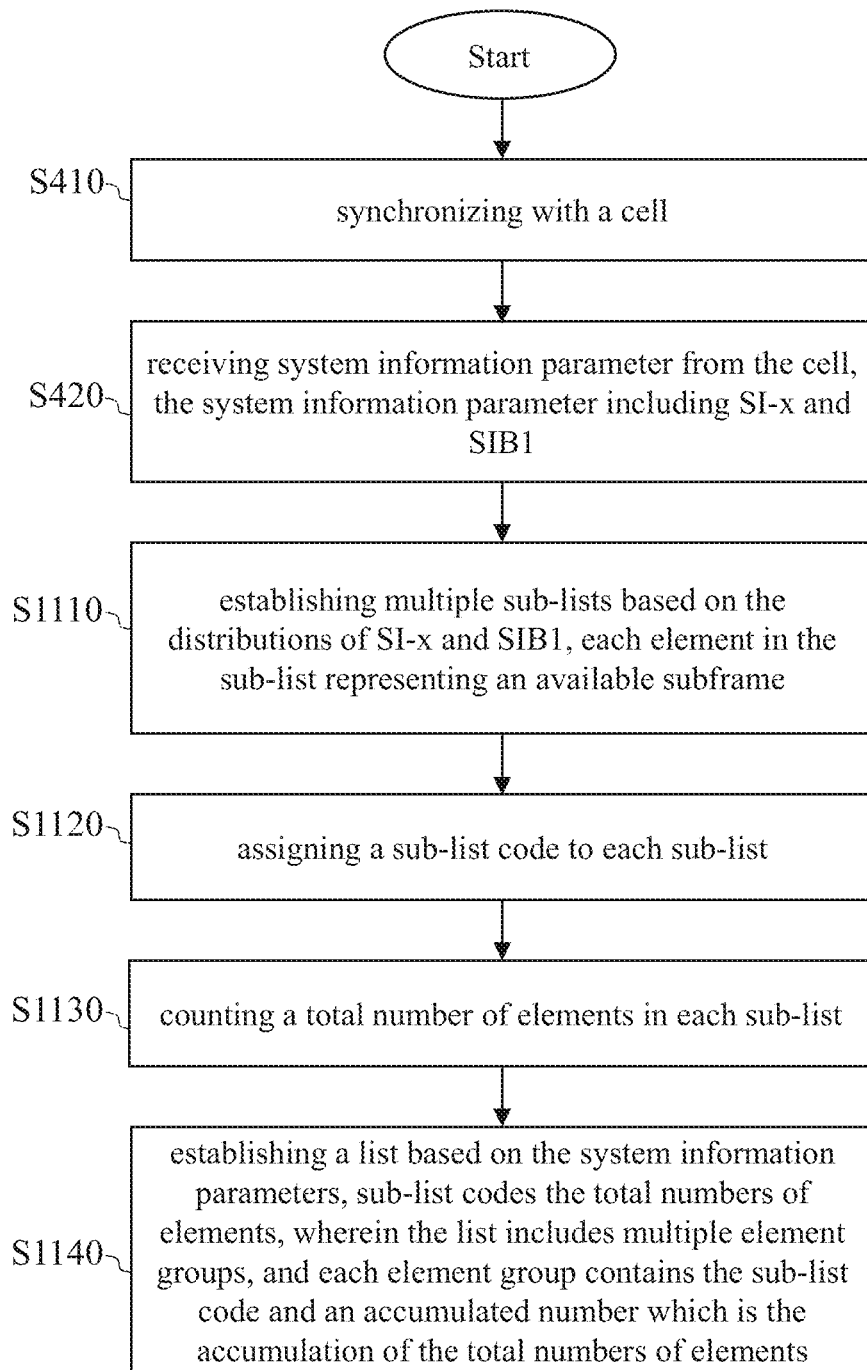 Start
S410
synchronizing with a cell
S420
receiving system information parameter from the cell,
the system information parameter including SI-x and
SIB1
S1110
establishing multiple sub-lists based on the
distributions of SI-x and SIB1, each element in the
sub-list representing an available subframe
S1120
assigning a sub-list code to each sub-list
S1130
counting a total number of elements in each sub-list
S1140
establishing a list based on the system information
parameters, sub-list codes the total numbers of
elements, wherein the list includes multiple element
groups, and each element group contains the sub-list
code and an accumulated number which is the
accumulation of the total numbers of elements